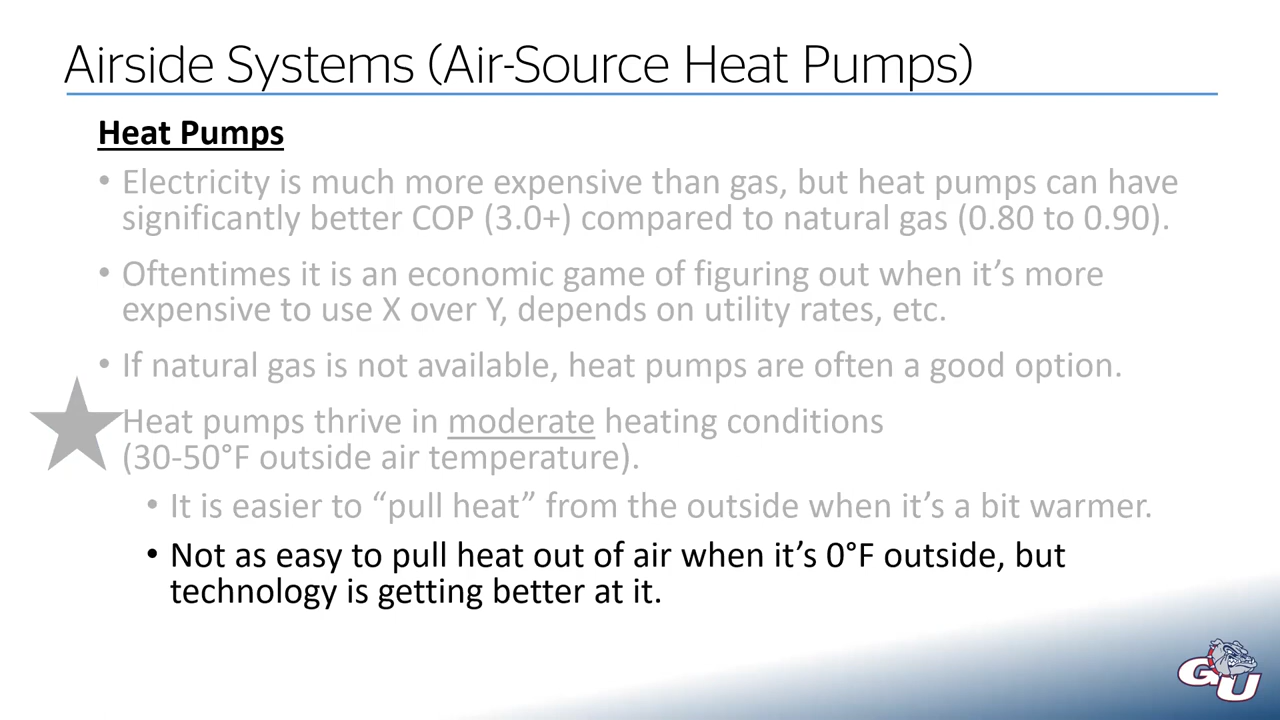 Airside Systems (Air-Source Heat Pumps)
Heat Pumps
• Electricity is much more expensive than gas, but heat pumps can have
significantly better COP (3.0+) compared to natural gas (0.80 to 0.90).
• Oftentimes it is an economic game of figuring out when it’s more
expensive to use X over Y, depends on utility rates, etc.
• If natural gas is not available, heat pumps are often a good option.
Heat pumps thrive in moderate heating conditions
(30-50°F outside air temperature).
• It is easier to “pull heat” from the outside when it’s a bit warmer.
• Not as easy to pull heat out of air when it’s 0°F outside, but
technology is getting better at it.
GU